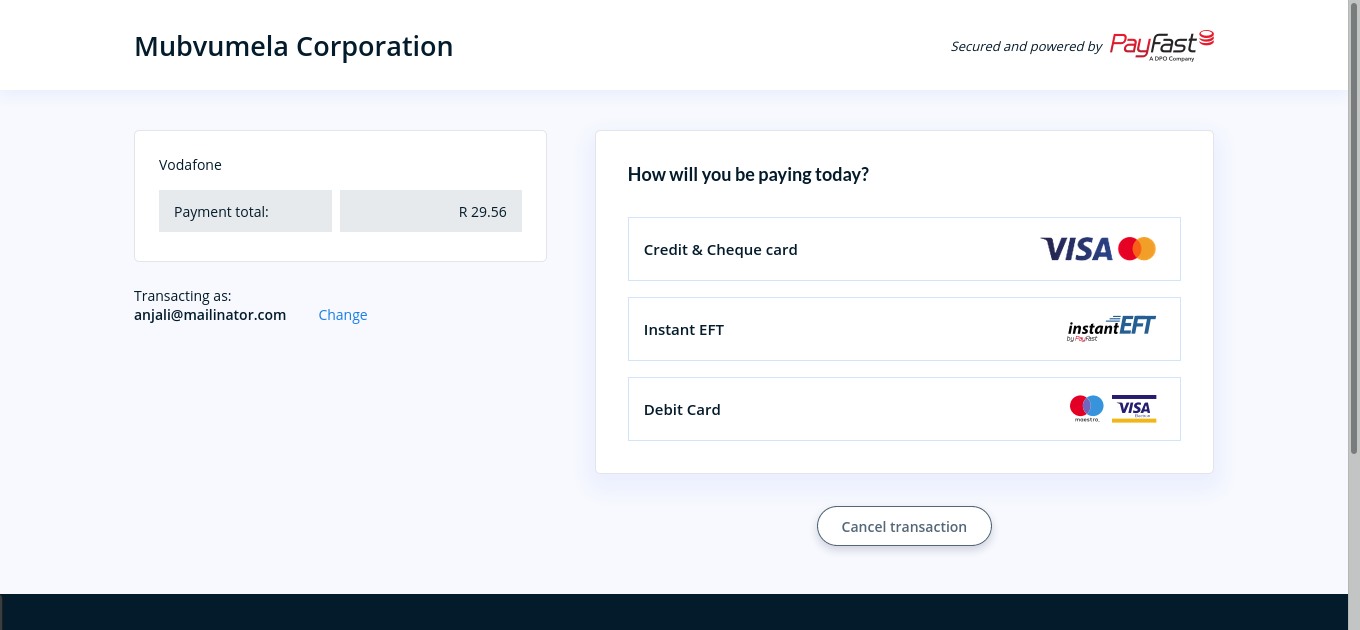 Mubvumela Corporation
Secured and powered by PayFast
A DPO Company
Vodafone
Payment total: R 29.56
Transacting as:
anjali@mailinator.com Change
How will you be paying today?
Credit & Cheque card VISA
Instant EFT instantEFT
by PayFast
Debit Card maestro. VISA
Electron
Cancel transaction